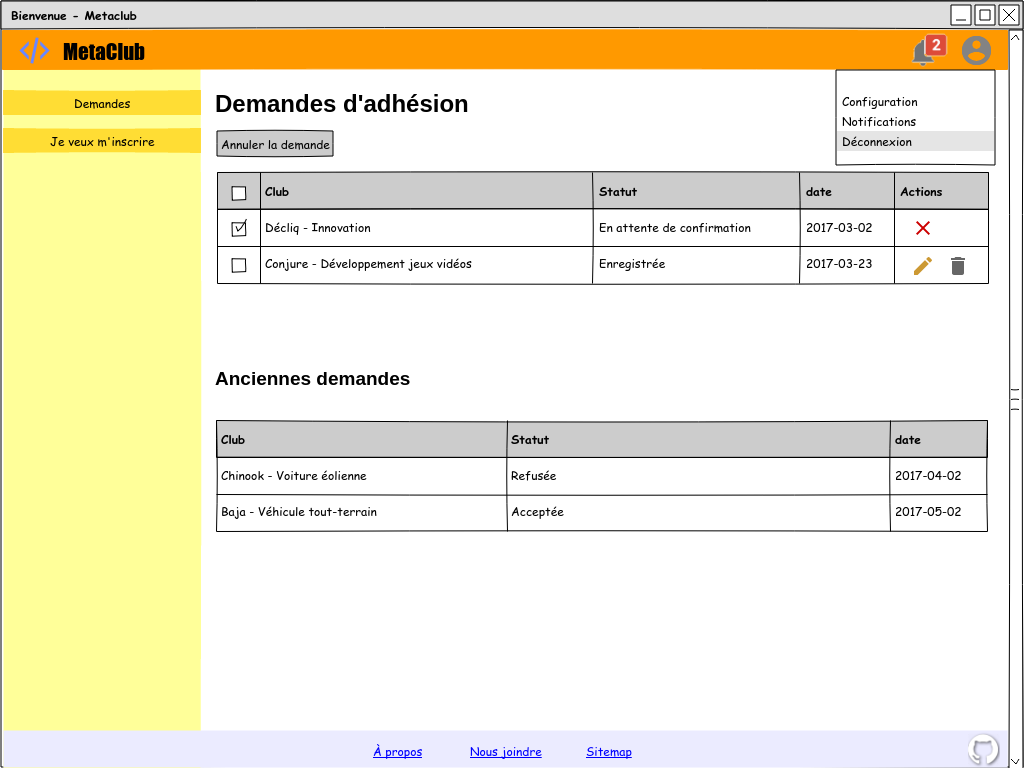 Bienvenue - Metaclub
</> MetaClub
2
Demandes
Je veux m'inscrire
Configuration
Notifications
Déconnexion
Demandes d'adhésion
Annuler la demande
Club Statut date Actions
Décliq - Innovation En attente de confirmation 2017-03-02
Conjure - Développement jeux vidéos Enregistrée 2017-03-23
Anciennes demandes
Club Statut date
Chinook - Voiture éolienne Refusée 2017-04-02
Baja - Véhicule tout-terrain Acceptée 2017-05-02
À propos Nous joindre Sitemap